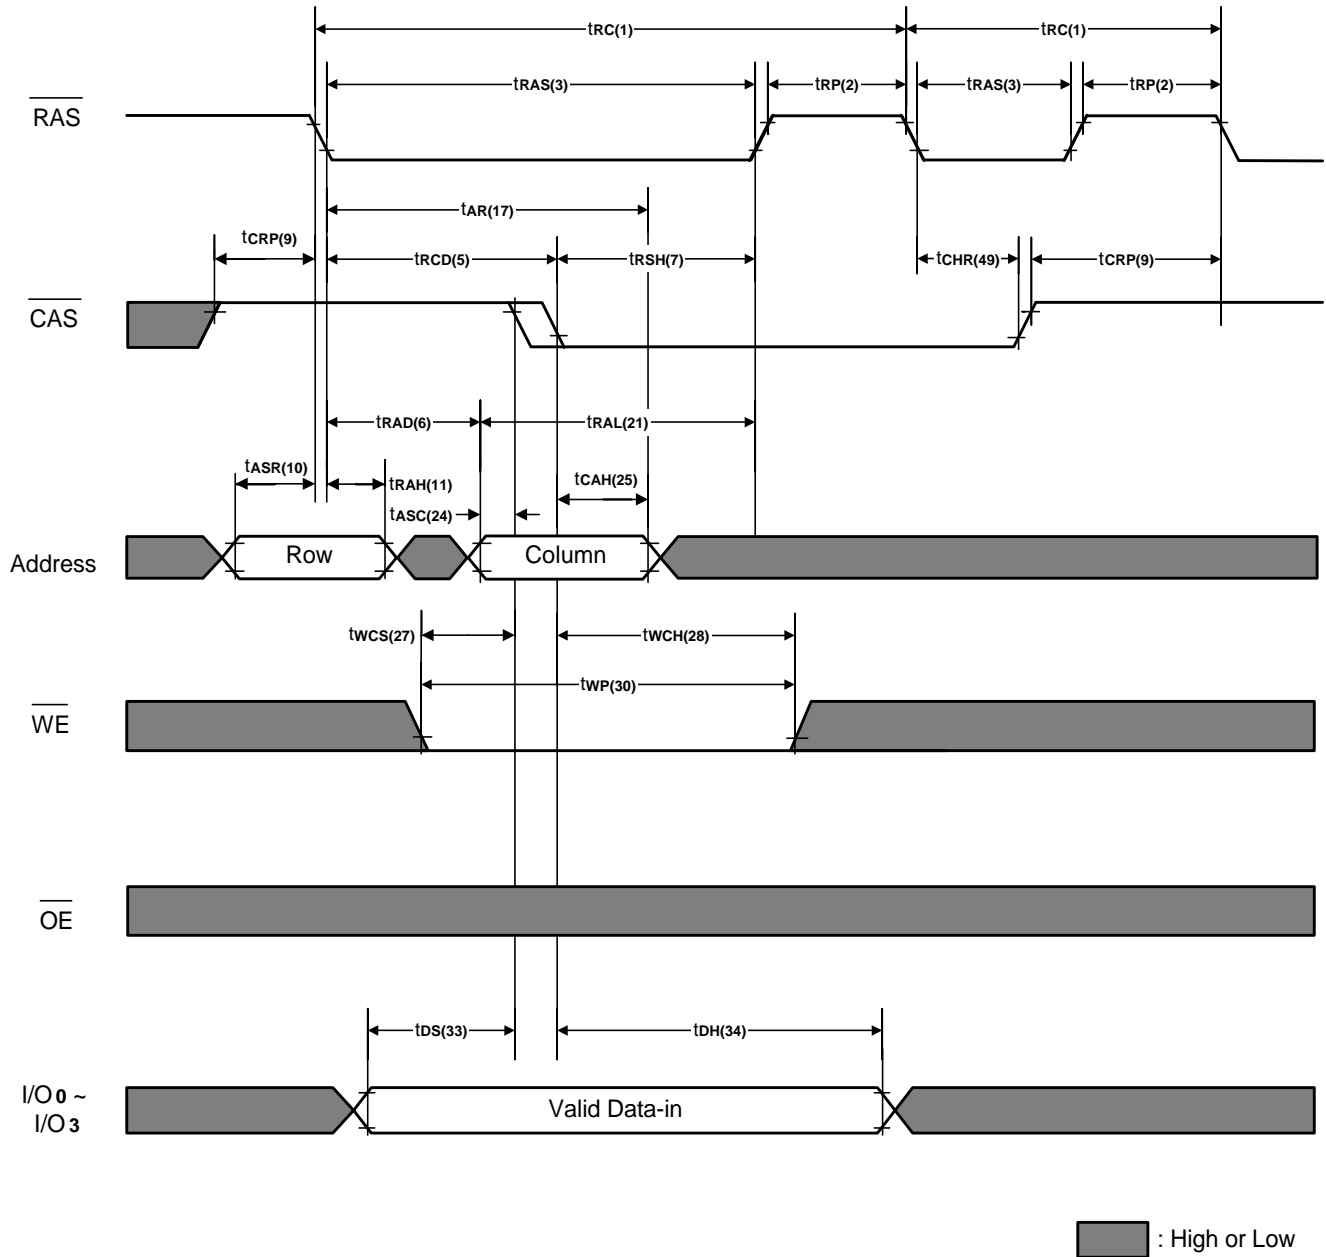 tRC(1) tRC(1)
tRAS(3) tRP(2) tRAS(3) tRP(2)
RAS
tAR(17)
tCRP(9) tRCD(5) tRSH(7) tCHR(49) tCRP(9)
CAS
tRAD(6) tRAL(21)
tASR(10) tRAH(11) tCAH(25)
tASC(24)
Address Row Column
tWCS(27) tWCH(28)
tWP(30)
WE
OE
tDS(33) tDH(34)
I/O 0 ~
I/O 3 Valid Data-in
: High or Low